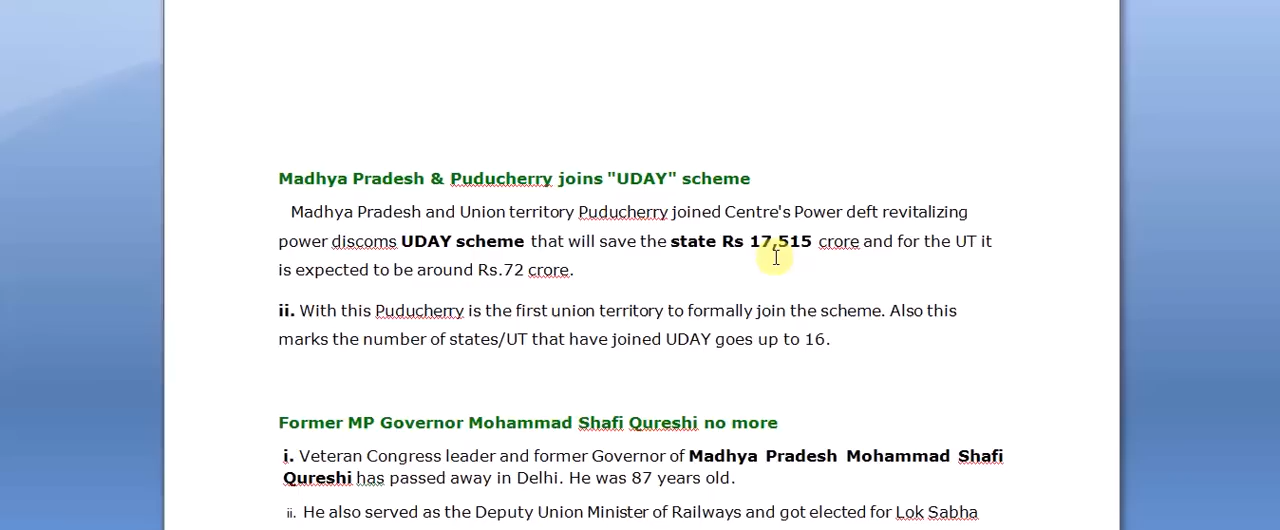 Madhya Pradesh & Puducherry joins "UDAY" scheme
Madhya Pradesh and Union territory Puducherry joined Centre's Power deft revitalizing
power discoms UDAY scheme that will save the state Rs 17,515 crore and for the UT it
is expected to be around Rs.72 crore.
ii. With this Puducherry is the first union territory to formally join the scheme. Also this
marks the number of states/UT that have joined UDAY goes up to 16.
Former MP Governor Mohammad Shafi Qureshi no more
i. Veteran Congress leader and former Governor of Madhya Pradesh Mohammad Shafi
Qureshi has passed away in Delhi. He was 87 years old.
ii. He also served as the Deputy Union Minister of Railways and got elected for Lok Sabha